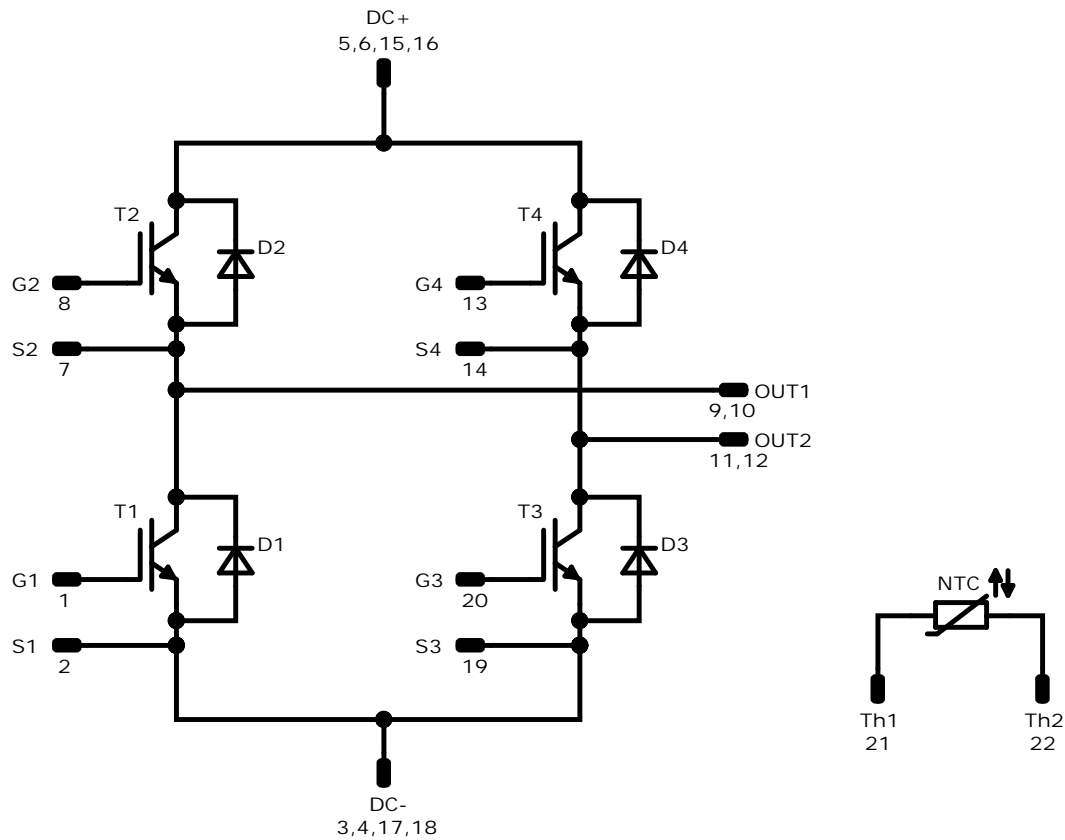 DC+
5,6,15,16
T2
D2
G2
8
S2
7
T4
D4
G4
13
S4
14
OUT1
9,10
OUT2
11,12
T1
D1
G1
1
S1
2
T3
D3
G3
20
S3
19
NTC
Th1
21
Th2
22
DC-
3,4,17,18